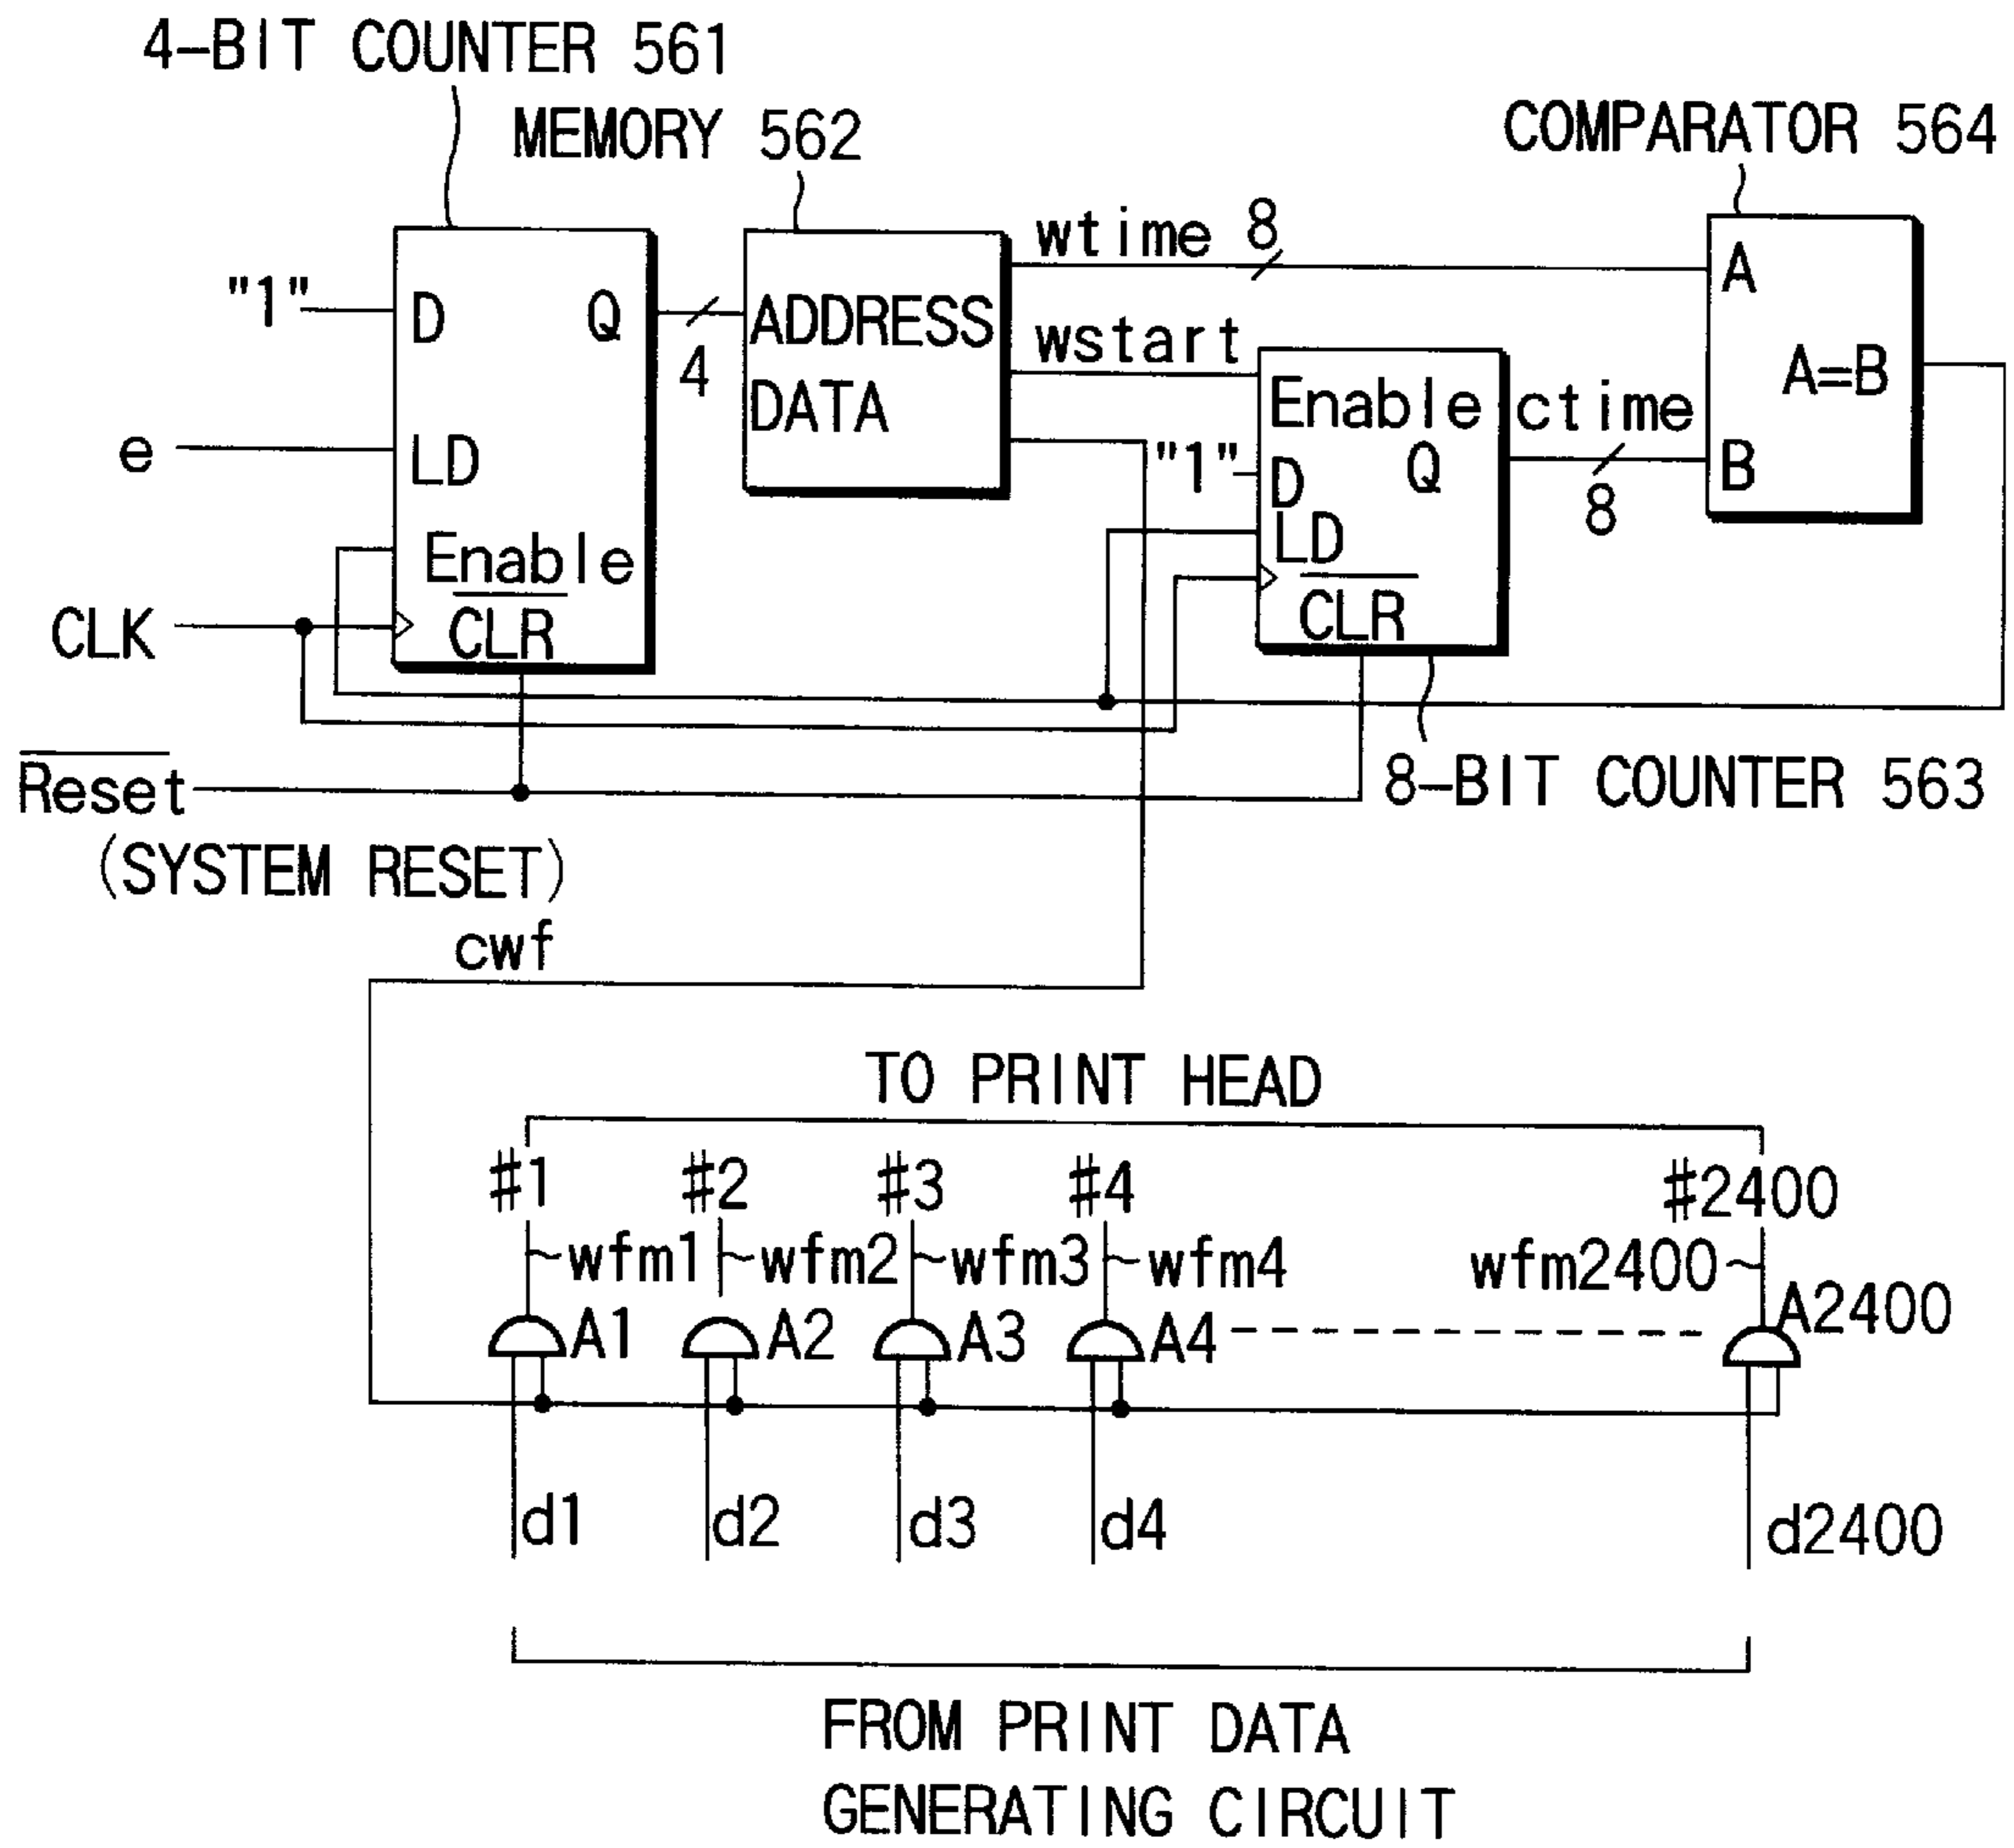 4-BIT COUNTER 561
MEMORY 562
COMPARATOR 564
"1"
D
Q
4
e
LD
Enable
CLK
CLR
ADDRESS
DATA
wtime 8
wstart
Enable
"1"
D
Q
LD
CLR
ctime
8
A
A=B
B
Reset
(SYSTEM RESET)
8-BIT COUNTER 563
cwf
TO PRINT HEAD
#1 #2 #3 #4 #2400
wfm1 wfm2 wfm3 wfm4 wfm2400
A1 A2 A3 A4 A2400
d1 d2 d3 d4 d2400
FROM PRINT DATA
GENERATING CIRCUIT